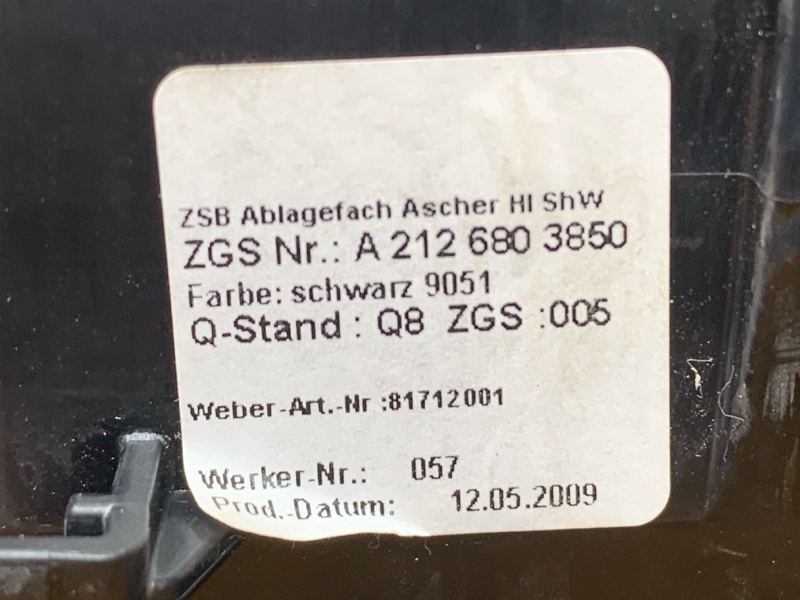 ZSB Ablagefach Ascher HI ShW
ZGS Nr.: A 212 680 3850
Farbe: schwarz 9051
Q-Stand : Q8 ZGS :005
Weber-Art.-Nr :81712001
Werker-Nr.: 057
Prod.-Datum: 12.05.2009